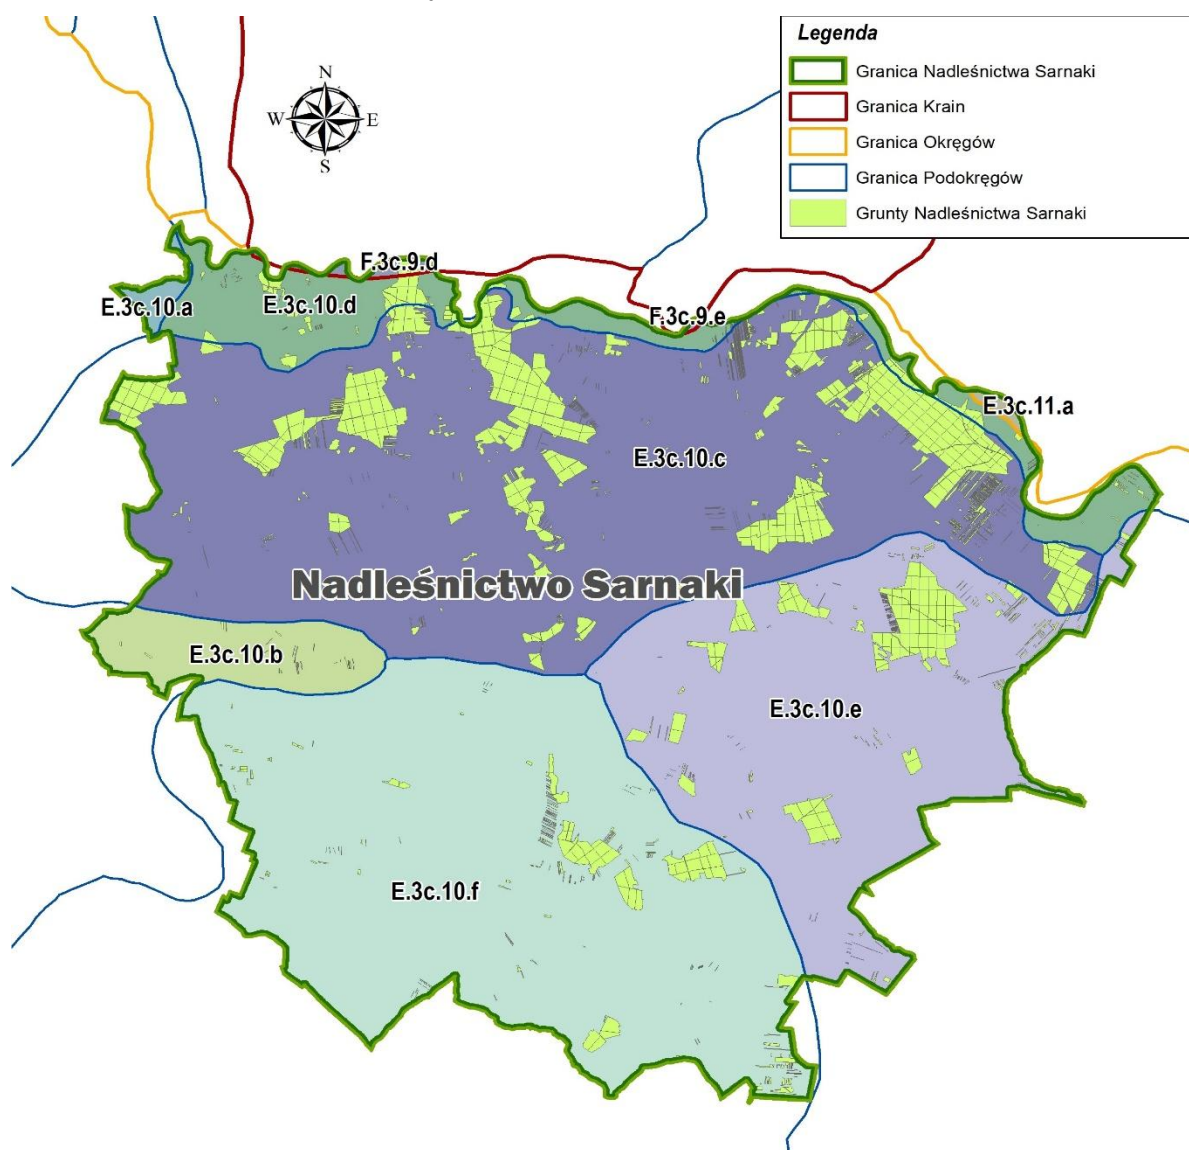 Legenda
Granica Nadleśnictwa Sarnaki
Granica Krain
Granica Okręgów
Granica Podokręgów
Grunty Nadleśnictwa Sarnaki
N
W E
S
F.3c.9.d
E.3c.10.a
E.3c.10.d
F.3c.9.e
E.3c.11.a
E.3c.10.c
Nadleśnictwo Sarnaki
E.3c.10.b
E.3c.10.e
E.3c.10.f